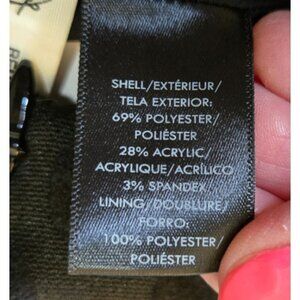 SHELL/EXTÉRIEUR/
TELA EXTERIOR:
69% POLYESTER/
POLIÉSTER
28% ACRYLIC/
ACRYLIQUE/ACRÍLICO
3% SPANDEX
LINING/DOUBLURE/
FORRO:
100% POLYESTER/
POLIÉSTER